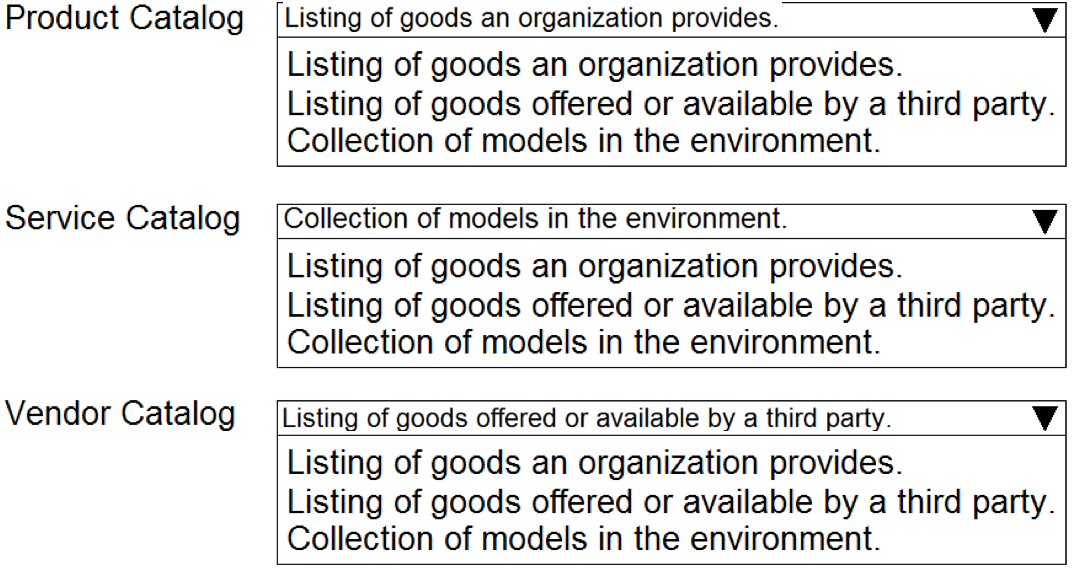 Product Catalog Listing of goods an organization provides.
Listing of goods an organization provides.
Listing of goods offered or available by a third party.
Collection of models in the environment.
Service Catalog Collection of models in the environment.
Listing of goods an organization provides.
Listing of goods offered or available by a third party.
Collection of models in the environment.
Vendor Catalog Listing of goods offered or available by a third party.
Listing of goods an organization provides.
Listing of goods offered or available by a third party.
Collection of models in the environment.